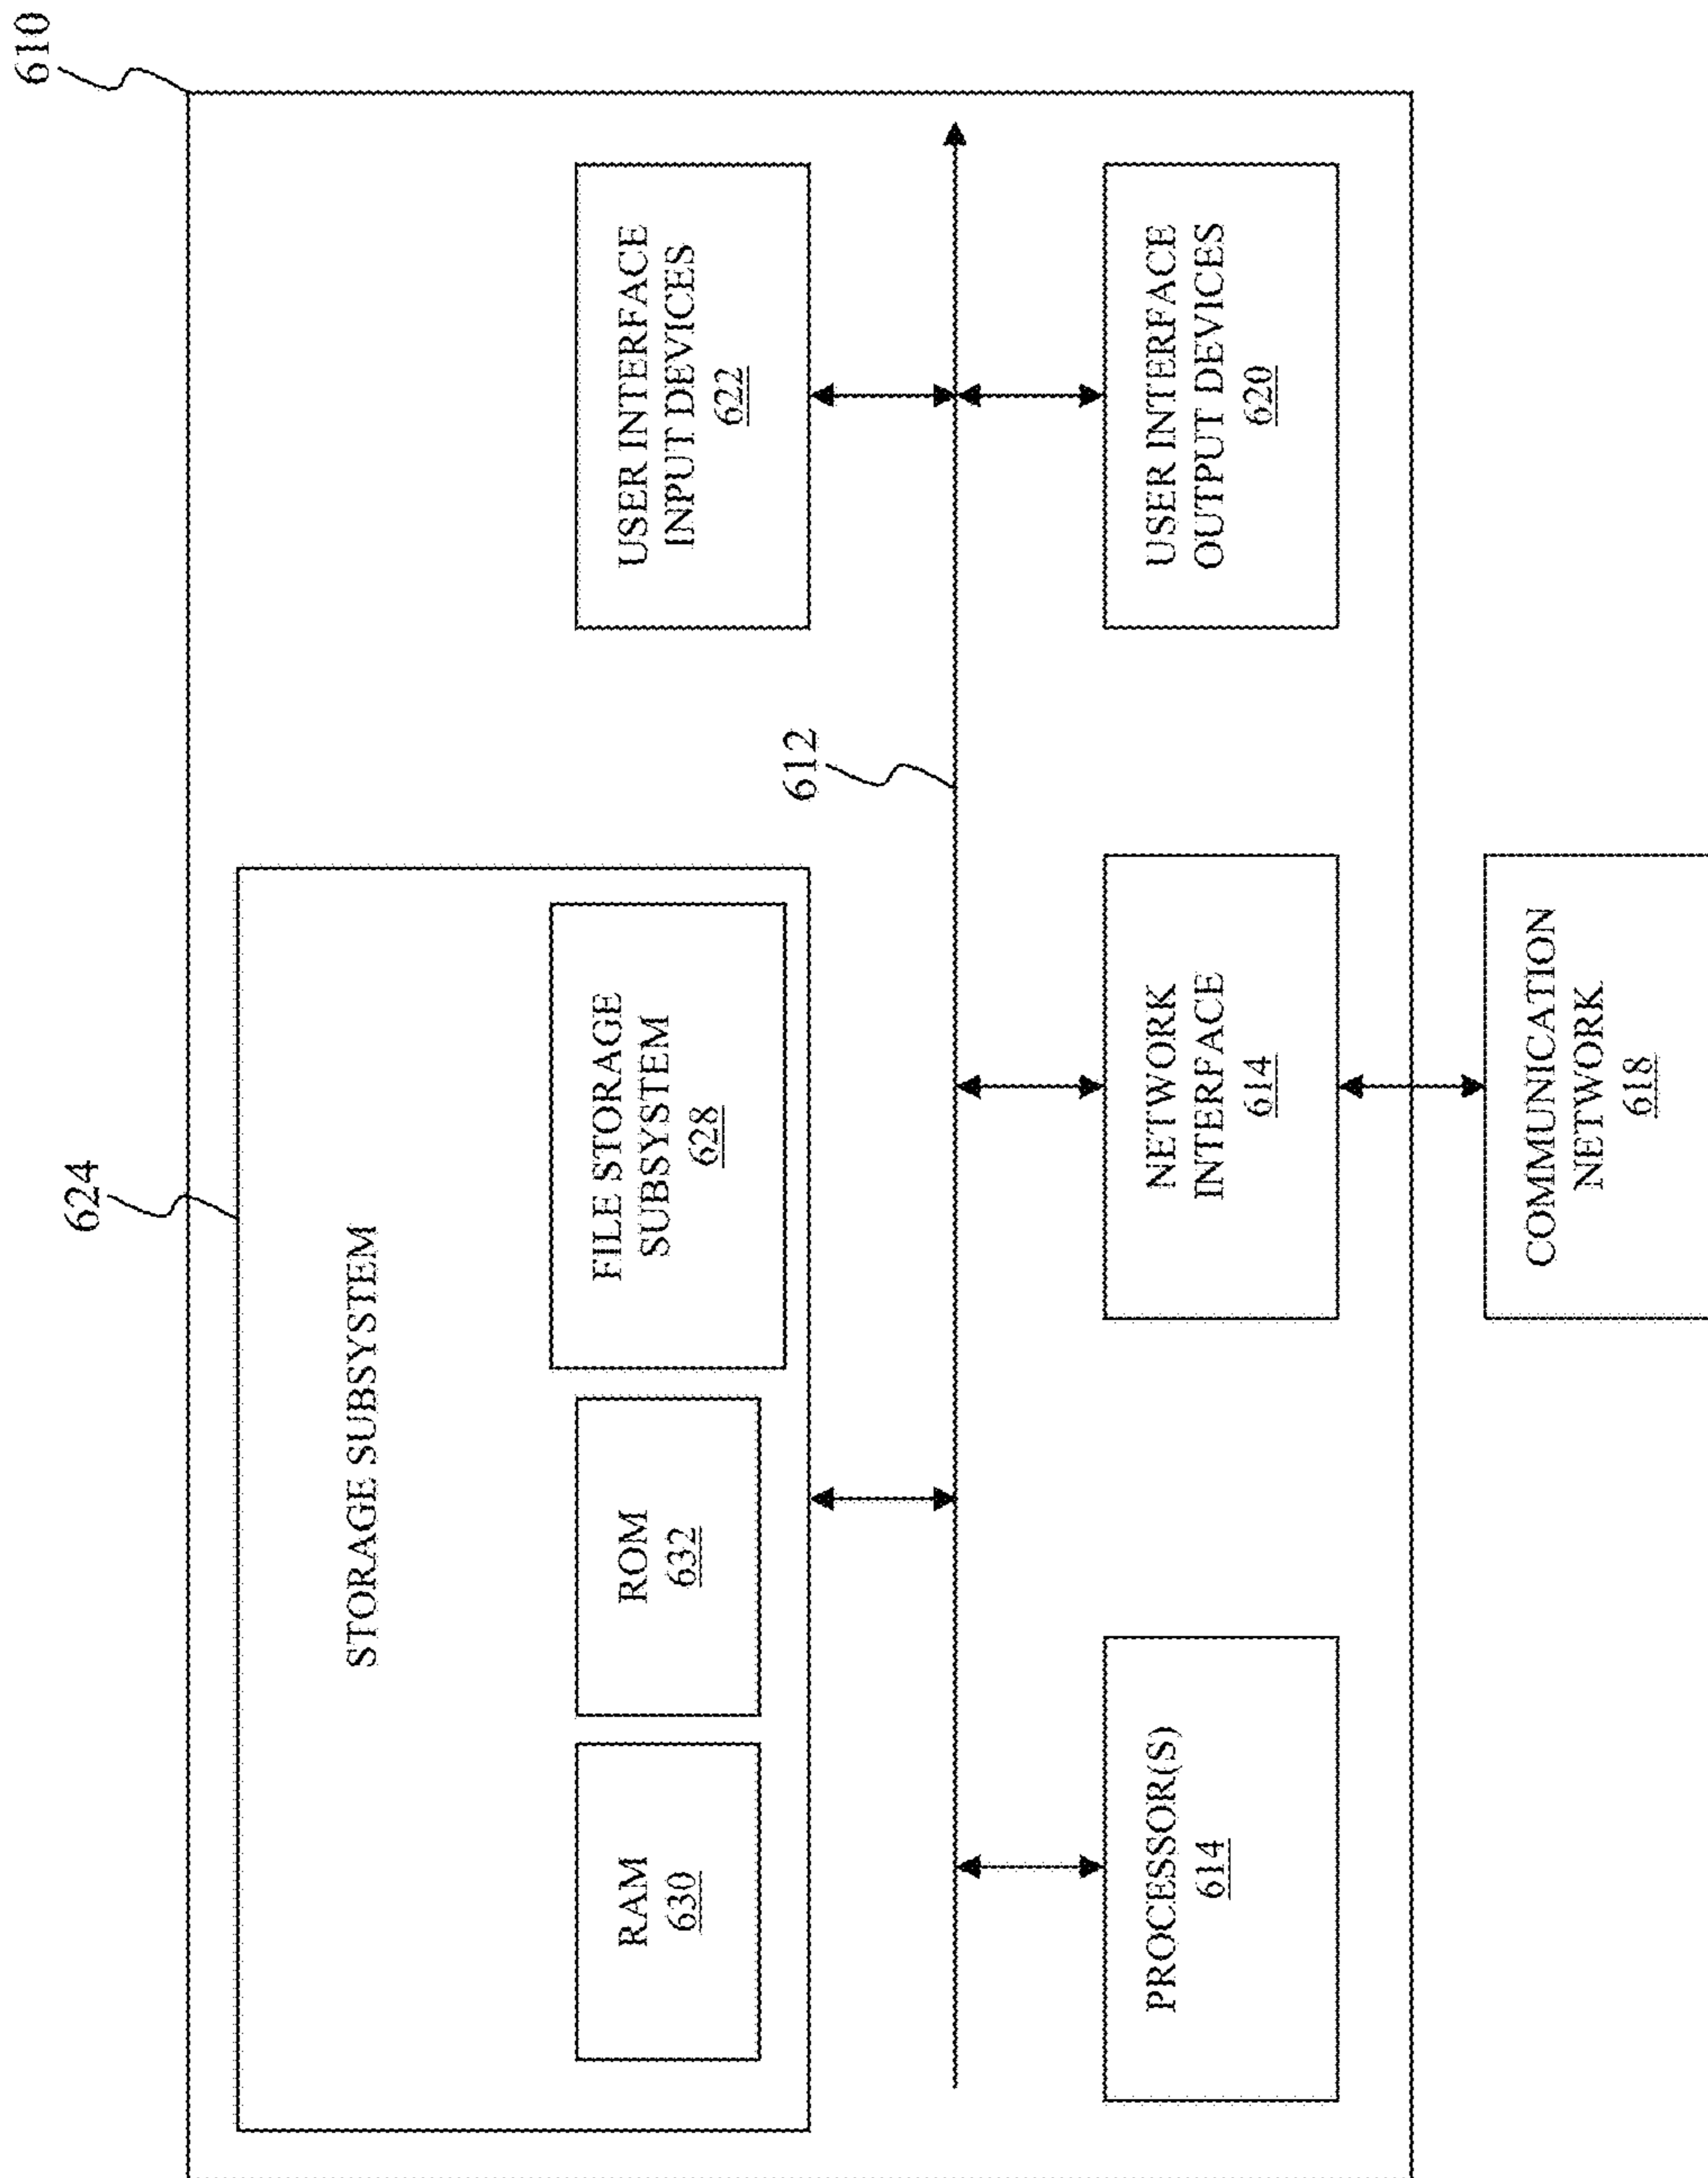 610
624
STORAGE SUBSYSTEM
RAM
630
ROM
632
FILE STORAGE
SUBSYSTEM
628
USER INTERFACE
INPUT DEVICES
622
612
PROCESSOR(S)
614
NETWORK
INTERFACE
614
USER INTERFACE
OUTPUT DEVICES
620
COMMUNICATION
NETWORK
618